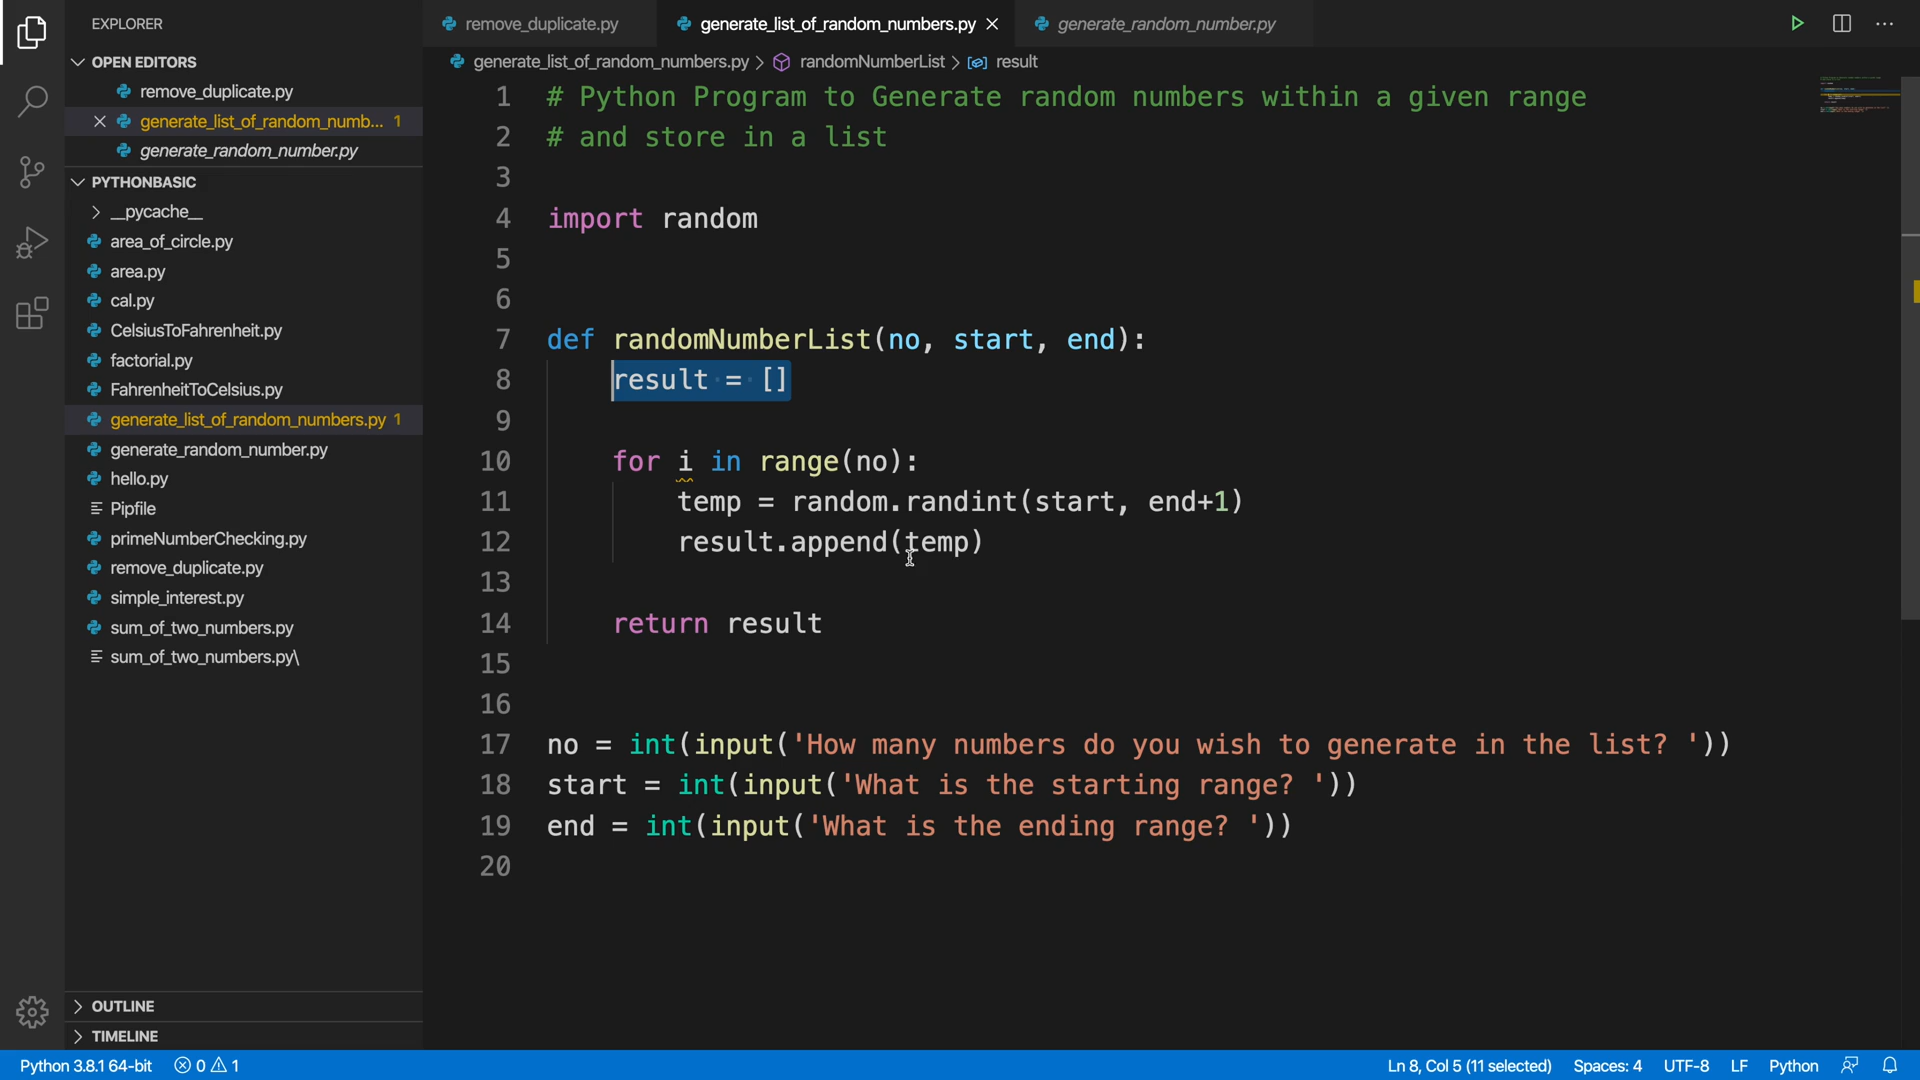 EXPLORER
OPEN EDITORS
remove_duplicate.py
generate_list_of_random_numb... 1
generate_random_number.py
PYTHONBASIC
__pycache__
area_of_circle.py
area.py
cal.py
CelsiusToFahrenheit.py
factorial.py
FahrenheitToCelsius.py
generate_list_of_random_numbers.py 1
generate_random_number.py
hello.py
Pipfile
primeNumberChecking.py
remove_duplicate.py
simple_interest.py
sum_of_two_numbers.py
sum_of_two_numbers.py\
OUTLINE
TIMELINE
remove_duplicate.py
generate_list_of_random_numbers.py
generate_random_number.py
generate_list_of_random_numbers.py > randomNumberList > result
1 # Python Program to Generate random numbers within a given range
2 # and store in a list
3
4 import random
5
6
7 def randomNumberList(no, start, end):
8 result = []
9
10 for i in range(no):
11 temp = random.randint(start, end+1)
12 result.append(temp)
13
14 return result
15
16
17 no = int(input('How many numbers do you wish to generate in the list? '))
18 start = int(input('What is the starting range? '))
19 end = int(input('What is the ending range? '))
20
Python 3.8.1 64-bit 0 1 Ln 8, Col 5 (11 selected) Spaces: 4 UTF-8 LF Python